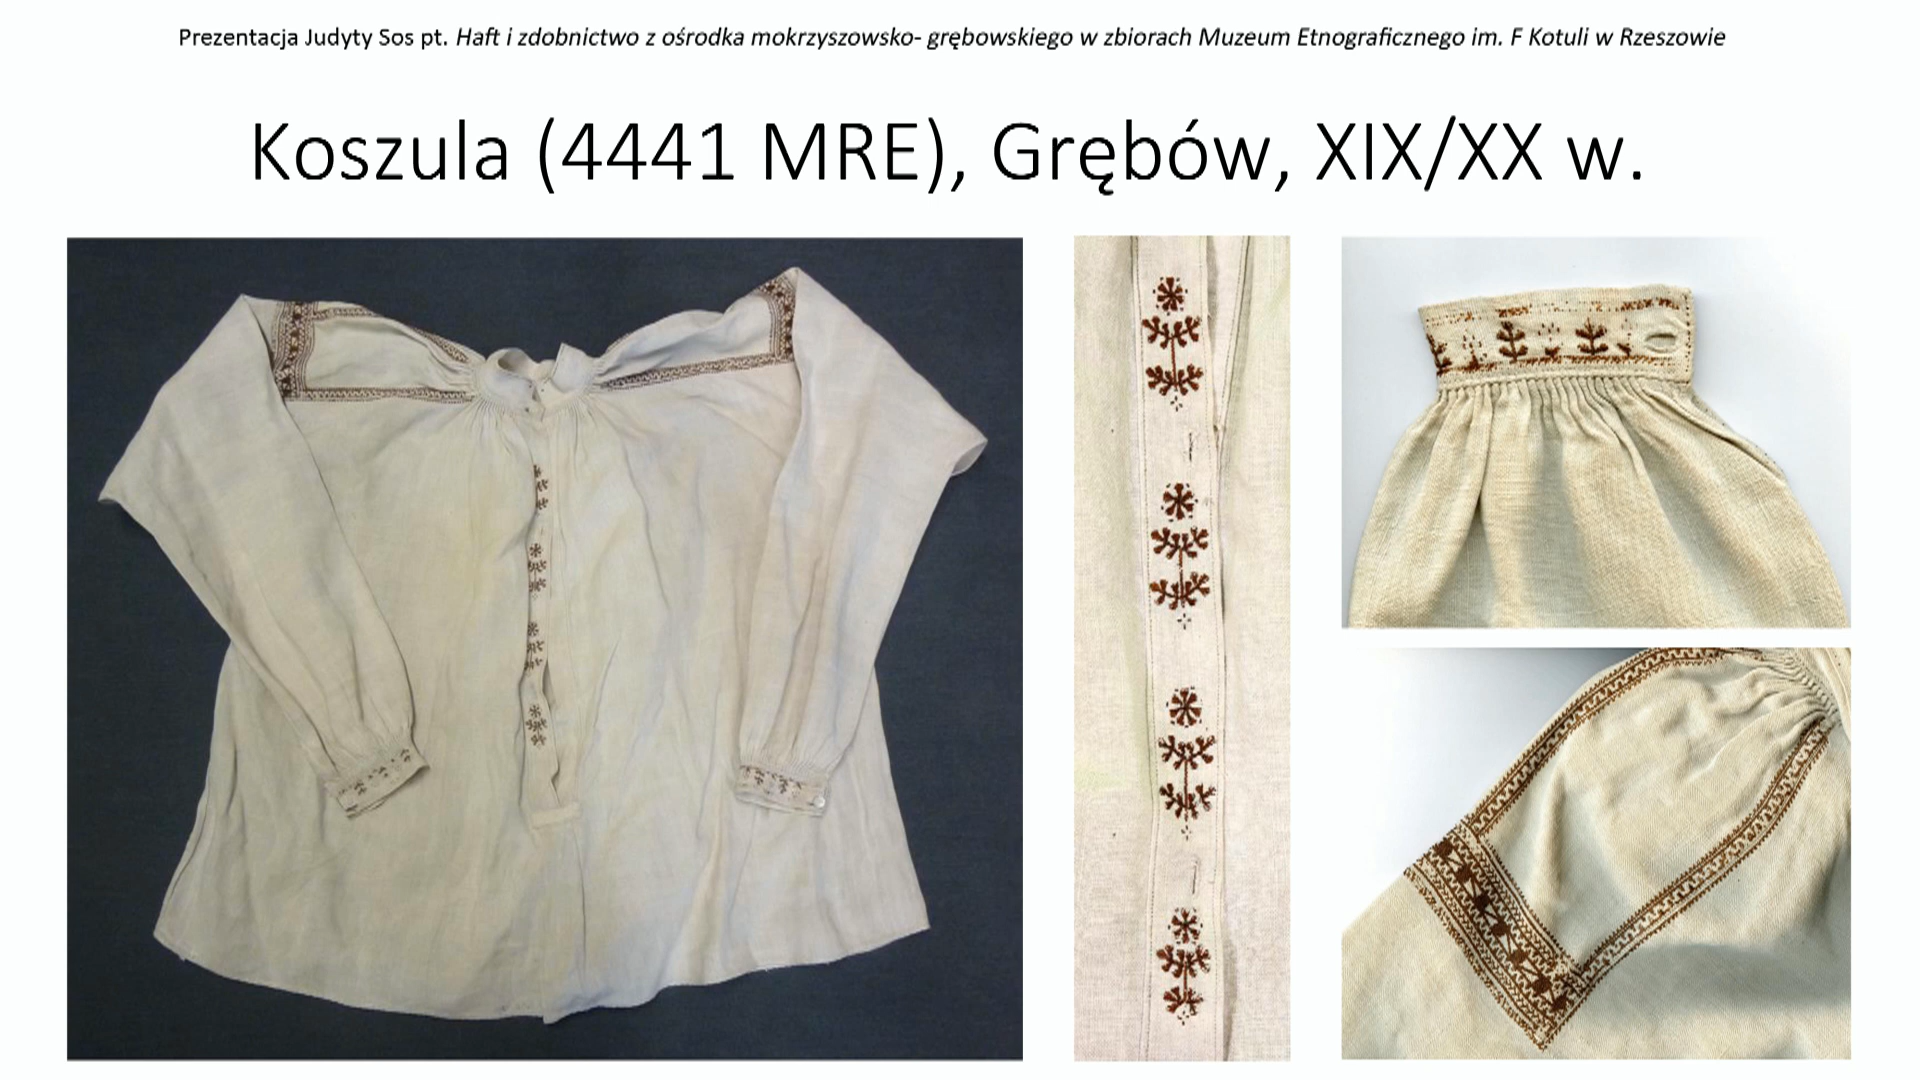 Prezentacja Judyty Sos pt. Haft i zdobnictwo z ośrodka mokrzyszowsko- grębowskiego w zbiorach Muzeum Etnograficznego im. F Kotuli w Rzeszowie
Koszula (4441 MRE), Grębów, XIX/XX w.